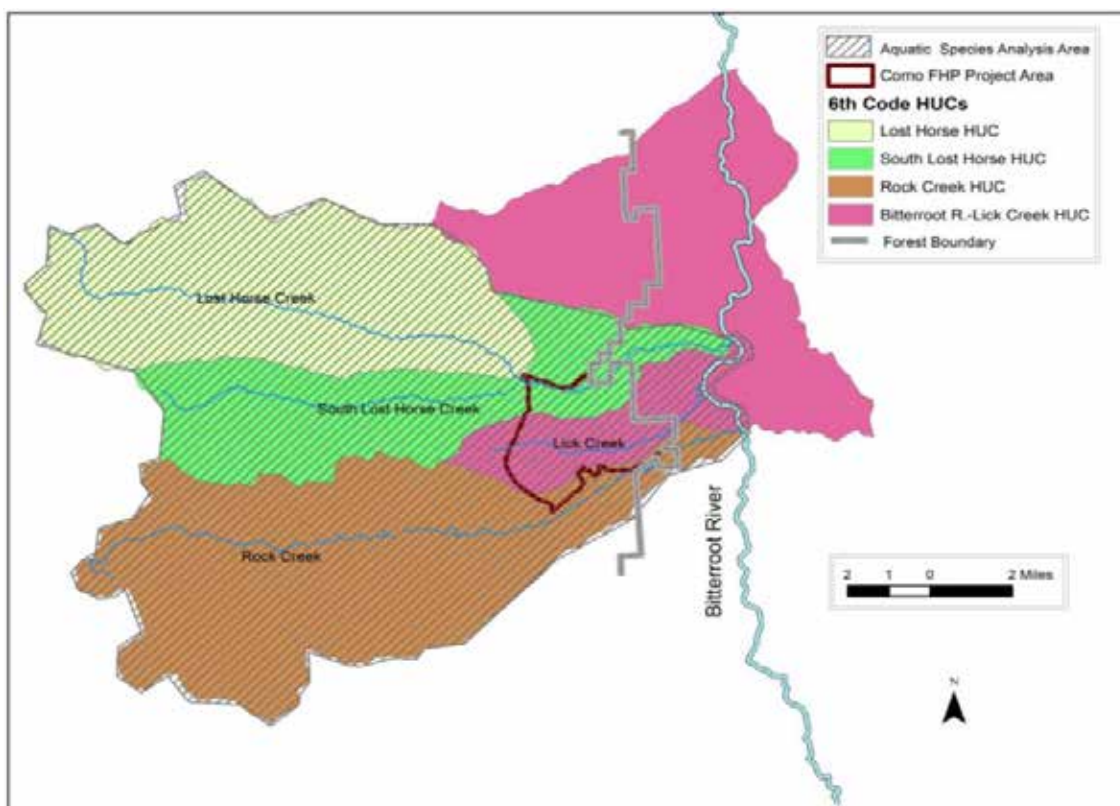 Aquatic Species Analysis Area
Como FHP Project Area
6th Code HUCs
Lost Horse HUC
South Lost Horse HUC
Rock Creek HUC
Bitterroot R.-Lick Creek HUC
Forest Boundary
Lost Horse Creek
South Lost Horse Creek
Lick Creek
Rock Creek
Bitterroot River
2 1 0 2 Miles
N